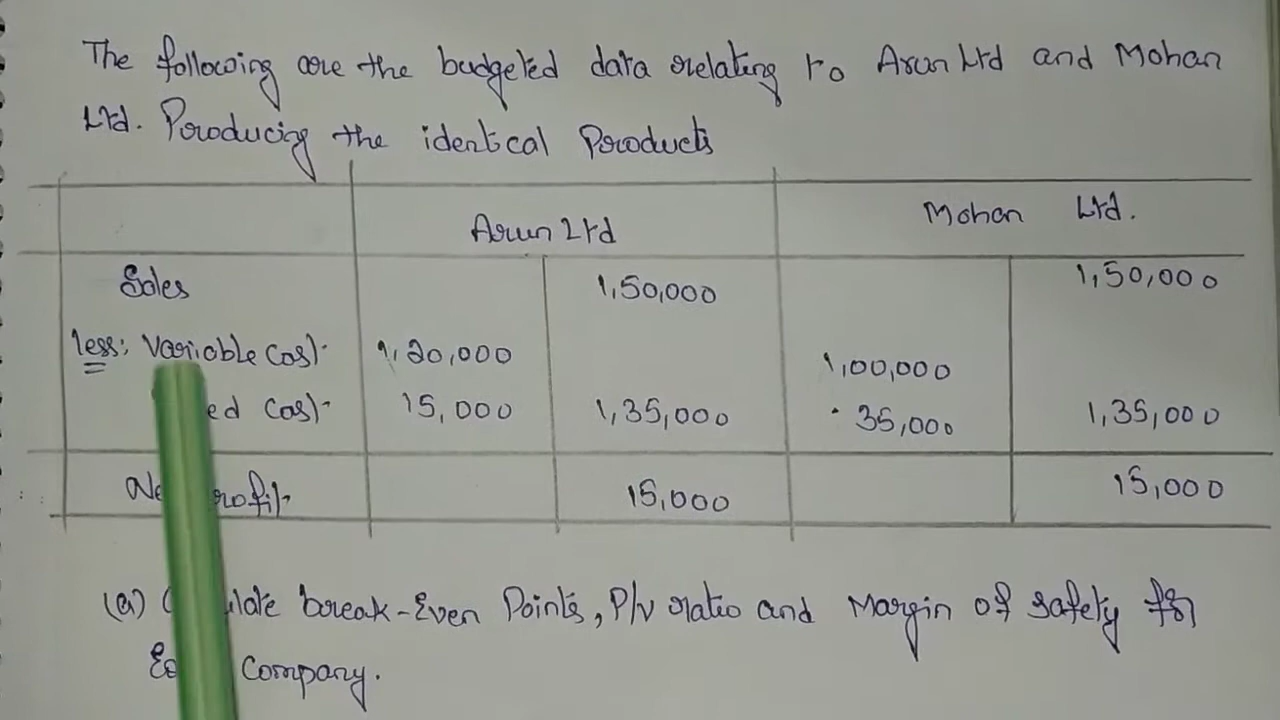 The following are the budgeted data relating to Arun Ltd and Mohan
Ltd. Producing the identical Products
Arun Ltd Mohan Ltd.
Sales 1,50,000 1,50,000
less: Variable Cost 1,20,000 1,00,000
Cost 15,000 1,35,000 35,000 1,35,000
15,000 15,000
(a) break-Even Points, P/v ratio and Margin of safety for
Company.